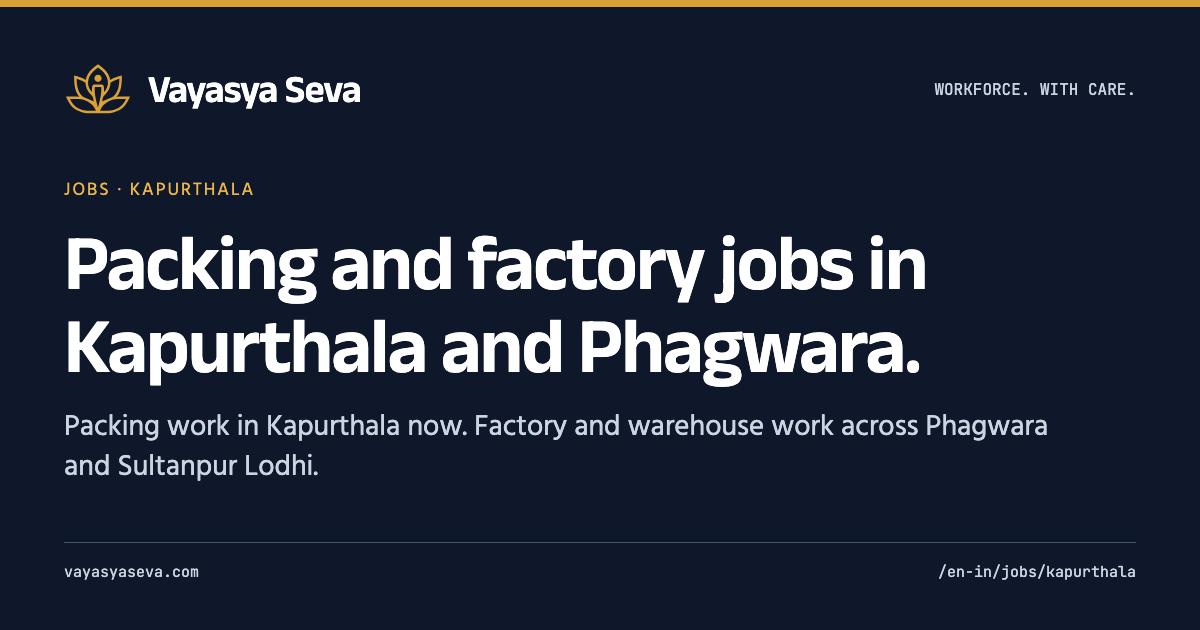 Vayasya Seva
WORKFORCE. WITH CARE.
JOBS · KAPURTHALA
Packing and factory jobs in
Kapurthala and Phagwara.
Packing work in Kapurthala now. Factory and warehouse work across Phagwara
and Sultanpur Lodhi.
vayasyaseva.com
/en-in/jobs/kapurthala